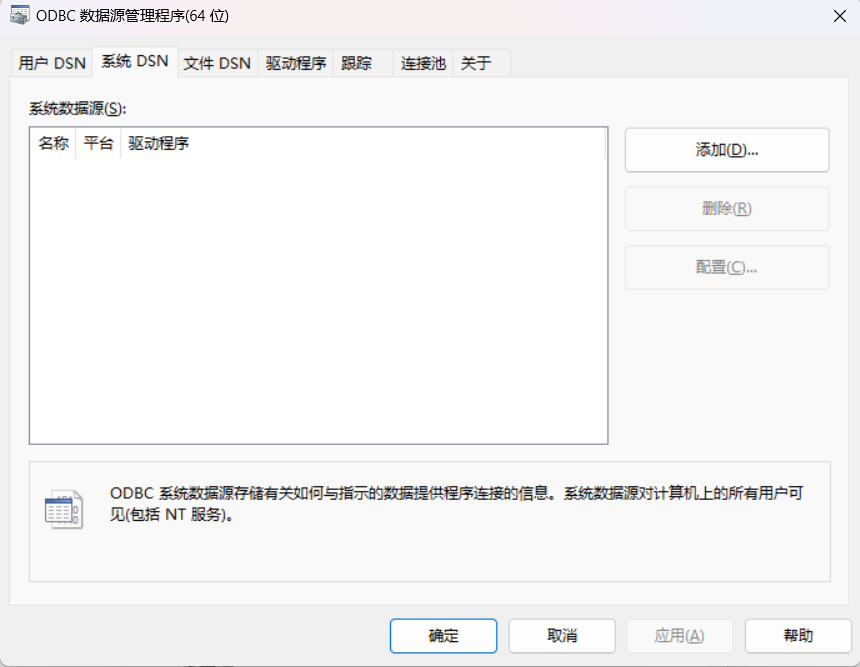 ODBC 数据源管理程序(64 位)
用户 DSN 系统 DSN 文件 DSN 驱动程序 跟踪 连接池 关于
系统数据源(S):
名称 平台 驱动程序
添加(D)...
删除(R)
配置(C)...
ODBC 系统数据源存储有关如何与指示的数据提供程序连接的信息。系统数据源对计算机上的所有用户可
见(包括 NT 服务)。
确定 取消 应用(A) 帮助